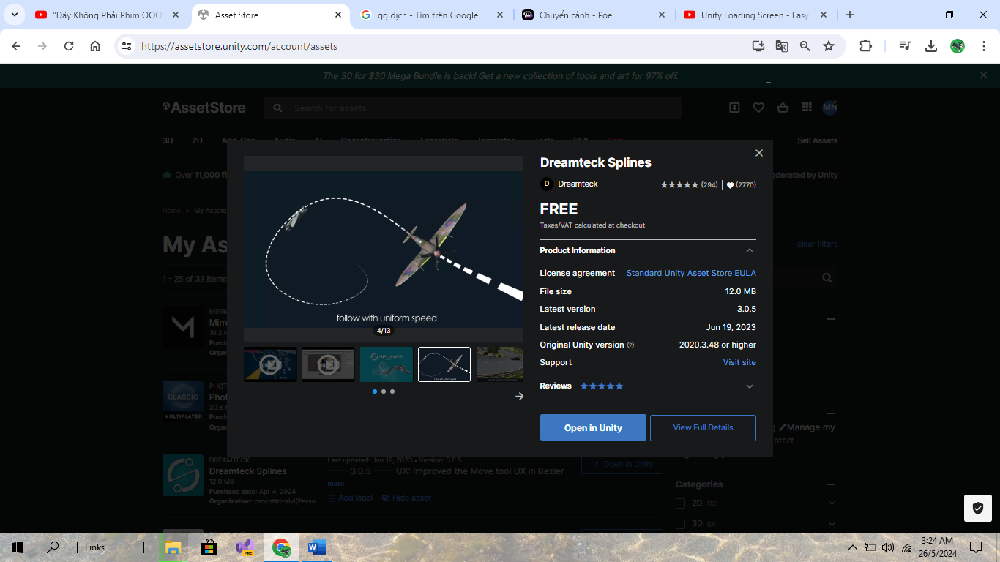 "Đây Không Phải Phim OOO
Asset Store
gg dịch - Tìm trên Google
Chuyển cảnh - Poe
Unity Loading Screen - Easy
https://assetstore.unity.com/account/assets
The 30 for $30 Mega Bundle is back! Get a new collection of tools and art for 97% off.
AssetStore
Search for assets
MN
3D 2D Add-Ons Audio AI Decentralization Essentials Templates Tools VFX Sale
Sell Assets
Over 11,000
Moderated by Unity
Home > My Assets
My As
clear filters
1 - 25 of 33 items
Dreamteck Splines
D Dreamteck
(294) | (2770)
FREE
Taxes/VAT calculated at checkout
Product Information
License agreement Standard Unity Asset Store EULA
File size 12.0 MB
Latest version 3.0.5
Latest release date Jun 19, 2023
Original Unity version 2020.3.48 or higher
Support Visit site
Reviews
Open in Unity
View Full Details
follow with uniform speed
4/13
SPLINES
MIRR
Mirr
10.2 M
Purch
Organ
CLASSIC
MULTIPLAYER
PHOT
Phot
30.6 M
Purch
Organ
Manage my
start
DREAMTECK
Dreamteck Splines
12.0 MB
Purchase date: Apr 4, 2024
Organization: procntdzaivl(Perso...
Last updated: Jun 19, 2023 • Version: 3.0.5
----- 3.0.5 ----- UX: Improved the Move tool UX in Bezier
more
Add label
Hide asset
Open in Unity
Categories
2D (12)
3D (9)
Links
PRE
3:24 AM
26/5/2024